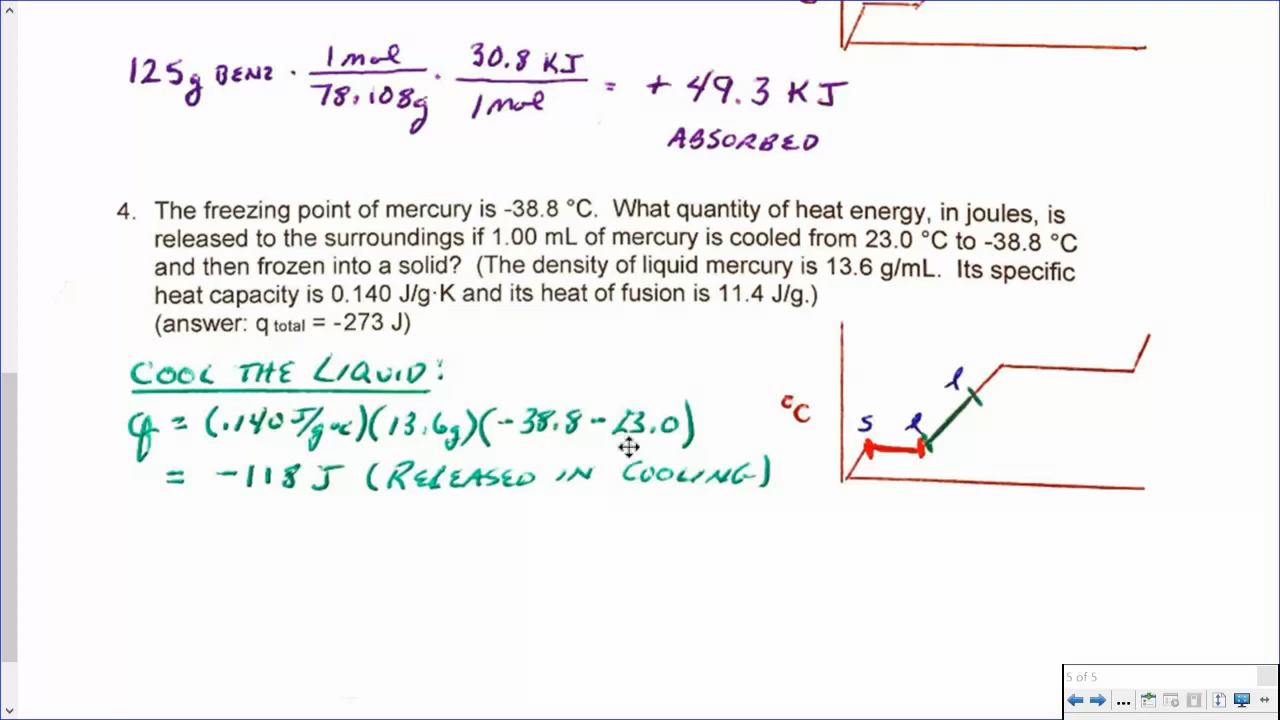 125g BENZ · 1 mol / 78.108g · 30.8 KJ / 1 mol = + 49.3 KJ
ABSORBED
4. The freezing point of mercury is -38.8 °C. What quantity of heat energy, in joules, is
released to the surroundings if 1.00 mL of mercury is cooled from 23.0 °C to -38.8 °C
and then frozen into a solid? (The density of liquid mercury is 13.6 g/mL. Its specific
heat capacity is 0.140 J/g·K and its heat of fusion is 11.4 J/g.)
(answer: q total = -273 J)
COOL THE LIQUID:
q = (.140 J/g°C)(13.6g)(-38.8 - 23.0)
= -118 J (RELEASED IN COOLING)
°C
s
l
l
5 of 5
...